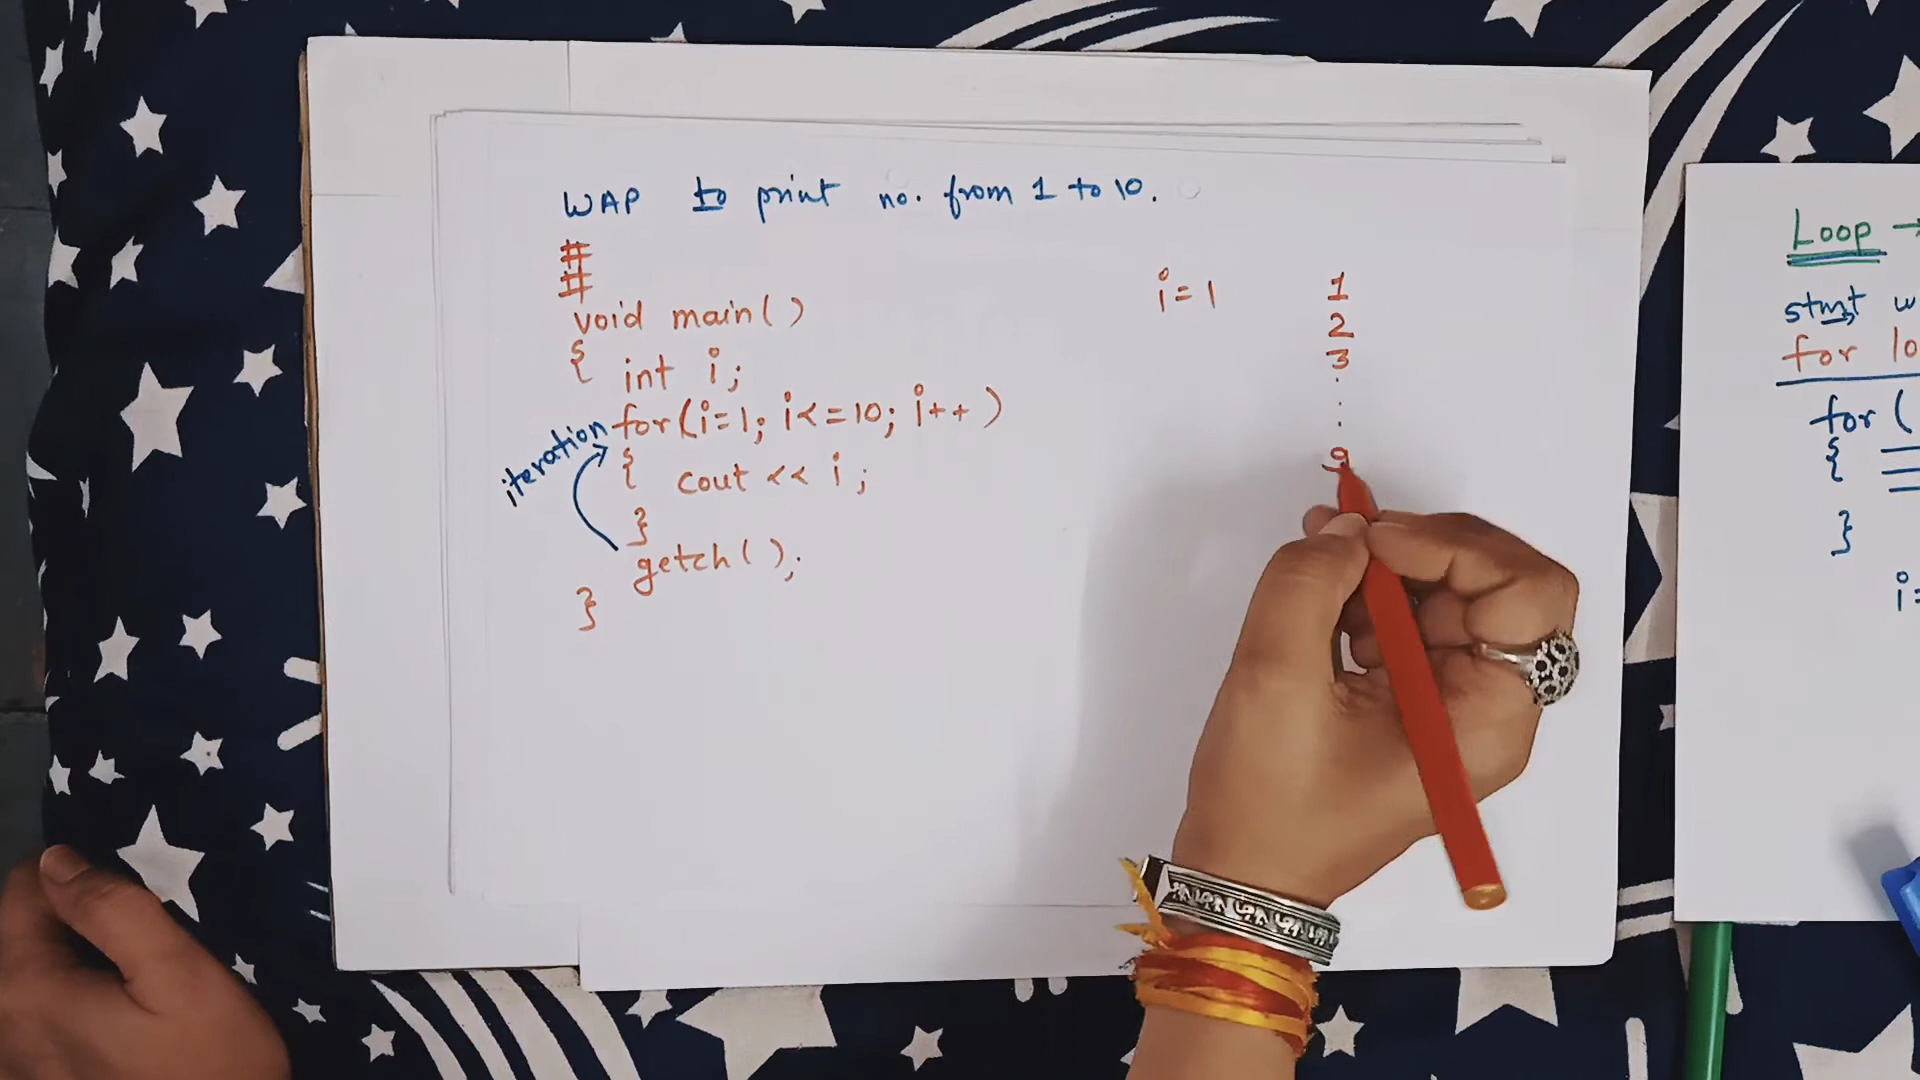 WAP to print no. from 1 to 10.
#
#
void main()
{ int i;
for(i=1; i<=10; i++)
iteration
{ cout << i;
}
getch();
}
i=1
1
2
3
.
.
.
9
Loop →
stmt w
for lo
for (
{
}
i=